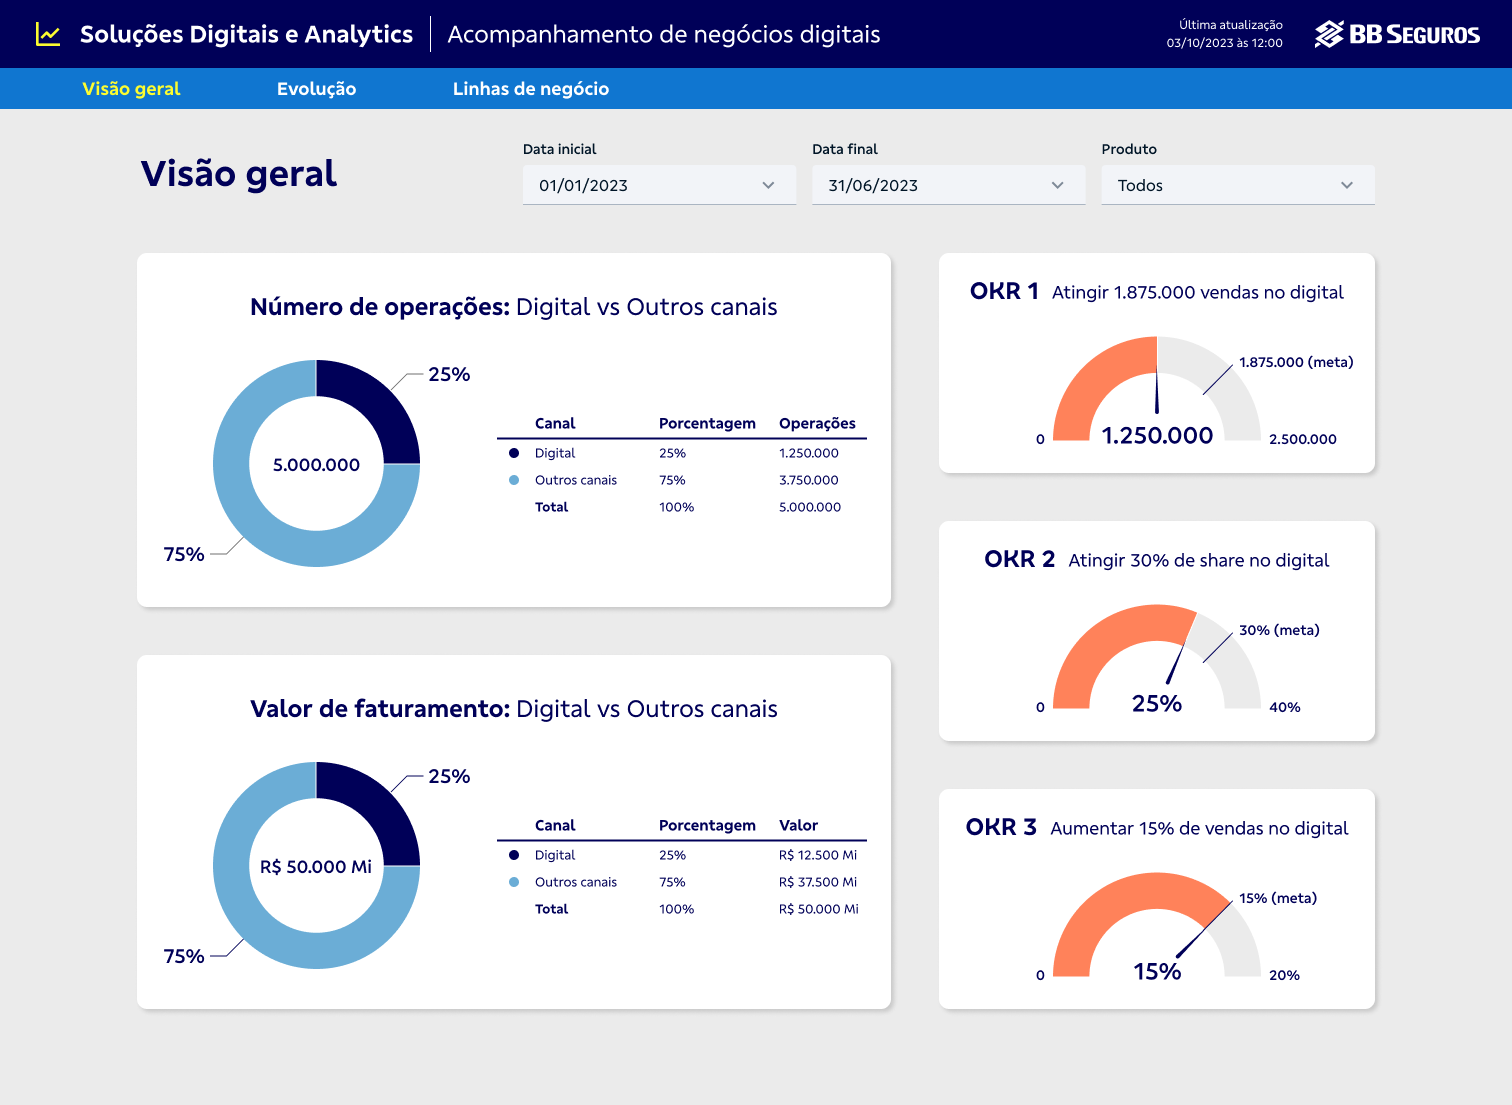 Soluções Digitais e Analytics
Acompanhamento de negócios digitais
Última atualização
03/10/2023 às 12:00
BB SEGUROS
Visão geral
Evolução
Linhas de negócio
Visão geral
Data inicial
01/01/2023
Data final
31/06/2023
Produto
Todos
Número de operações: Digital vs Outros canais
25%
5.000.000
75%
Canal Porcentagem Operações
Digital 25% 1.250.000
Outros canais 75% 3.750.000
Total 100% 5.000.000
OKR 1 Atingir 1.875.000 vendas no digital
1.875.000 (meta)
0
1.250.000
2.500.000
OKR 2 Atingir 30% de share no digital
30% (meta)
0
25%
40%
Valor de faturamento: Digital vs Outros canais
25%
R$ 50.000 Mi
75%
Canal Porcentagem Valor
Digital 25% R$ 12.500 Mi
Outros canais 75% R$ 37.500 Mi
Total 100% R$ 50.000 Mi
OKR 3 Aumentar 15% de vendas no digital
15% (meta)
0
15%
20%